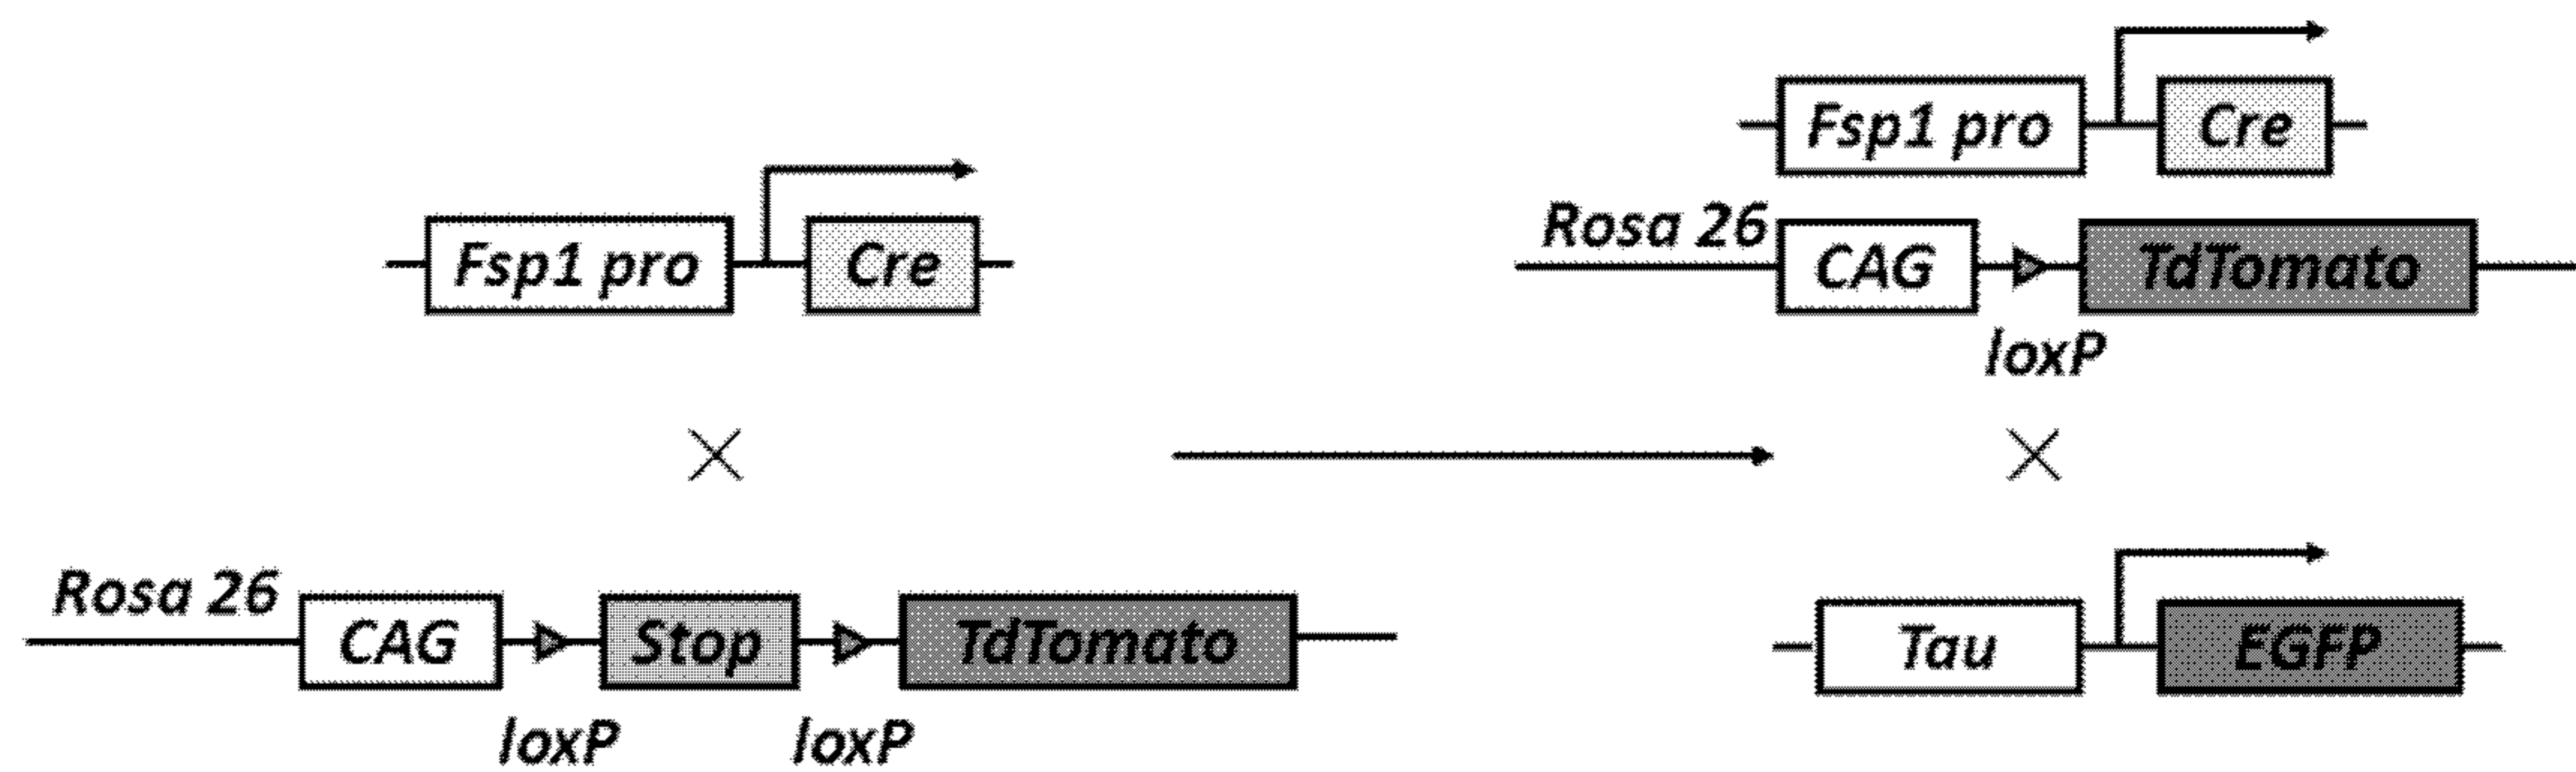 Fsp1 pro Cre
Rosa 26 CAG Stop TdTomato
loxP loxP
Fsp1 pro Cre
Rosa 26 CAG TdTomato
loxP
Tau EGFP